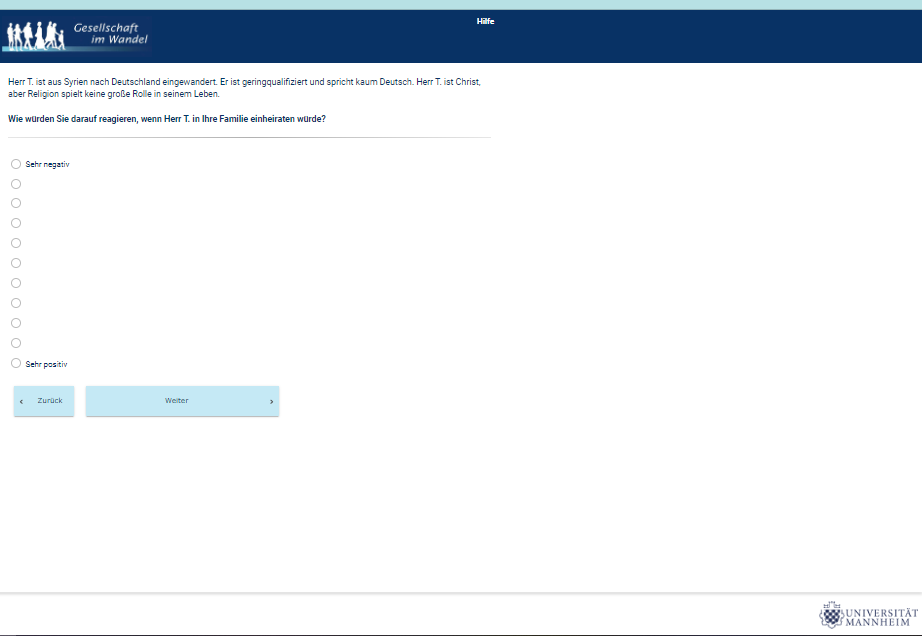 Gesellschaft
im Wandel
Hilfe
Herr T. ist aus Syrien nach Deutschland eingewandert. Er ist geringqualifiziert und spricht kaum Deutsch. Herr T. ist Christ,
aber Religion spielt keine große Rolle in seinem Leben.
Wie würden Sie darauf reagieren, wenn Herr T. in Ihre Familie einheiraten würde?
Sehr negativ
Sehr positiv
‹ Zurück
Weiter ›
UNIVERSITÄT
MANNHEIM